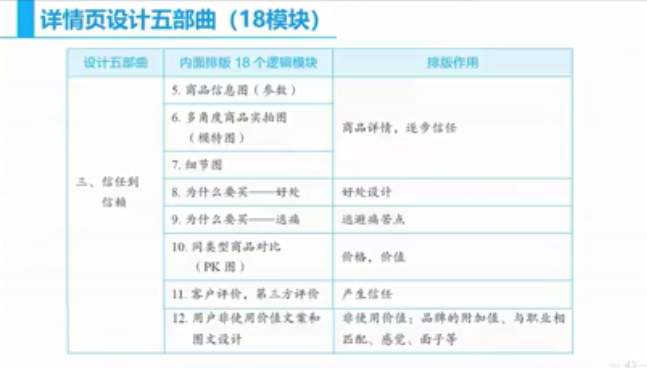 详情页设计五部曲（18模块）
设计五部曲
内面排版 18 个逻辑模块
排版作用
三、信任到
信赖
5. 商品信息图（参数）
6. 多角度商品实拍图
（模特图）
7. 细节图
商品详情，逐步信任
8. 为什么要买——好处
好处设计
9. 为什么要买——逃痛
逃避痛苦点
10. 同类型商品对比
（PK 图）
价格，价值
11. 客户评价，第三方评价
产生信任
12. 用户非使用价值文案和
图文设计
非使用价值：品牌的附加值、与职业相
匹配、感觉、面子等